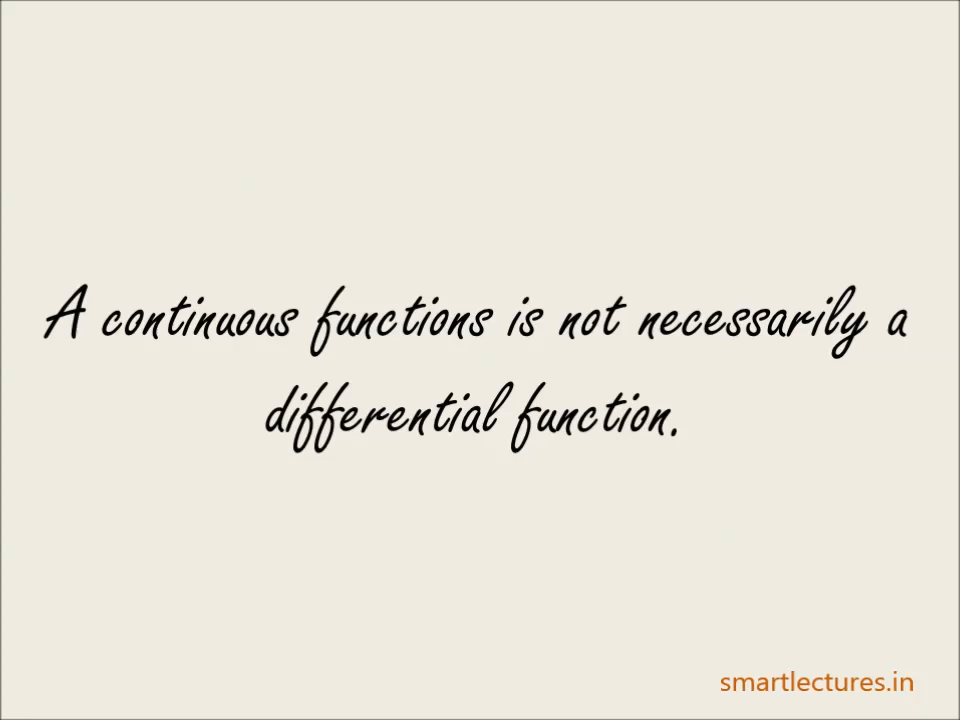 A continuous functions is not necessarily a
differential function.
smartlectures.in